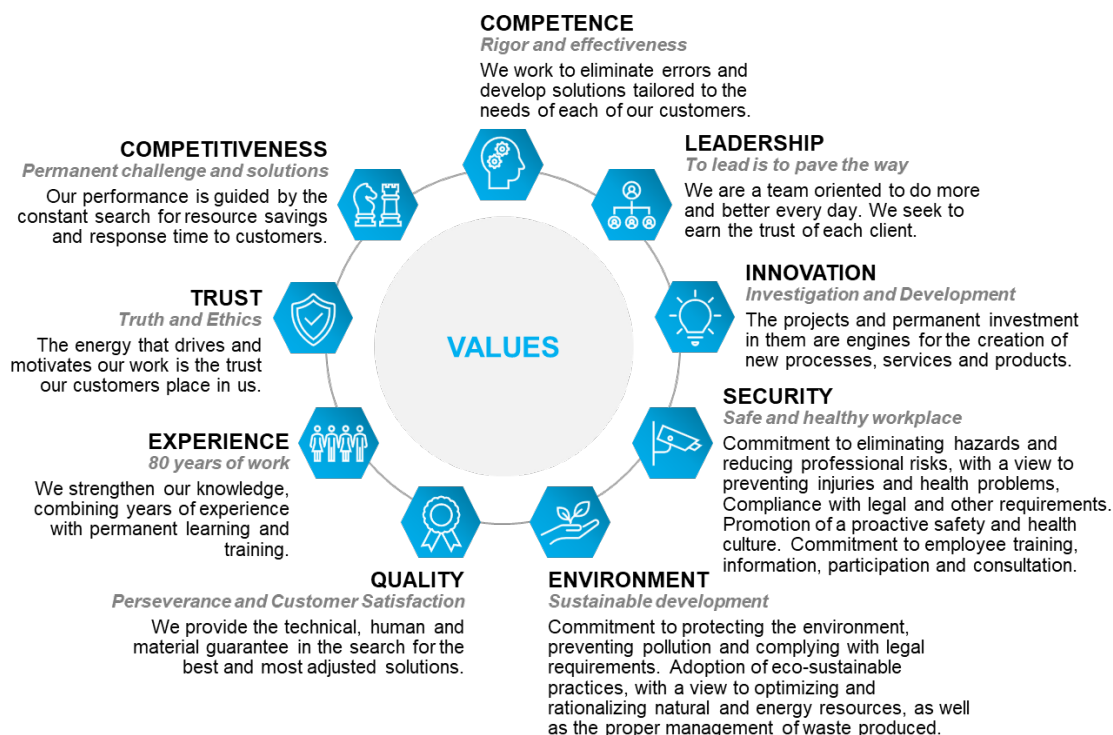 COMPETENCE
Rigor and effectiveness
We work to eliminate errors and
develop solutions tailored to the
needs of each of our customers.
LEADERSHIP
To lead is to pave the way
We are a team oriented to do more
and better every day. We seek to
earn the trust of each client.
INNOVATION
Investigation and Development
The projects and permanent investment
in them are engines for the creation of
new processes, services and products.
SECURITY
Safe and healthy workplace
Commitment to eliminating hazards and
reducing professional risks, with a view to
preventing injuries and health problems,
Compliance with legal and other requirements.
Promotion of a proactive safety and health
culture. Commitment to employee training,
information, participation and consultation.
ENVIRONMENT
Sustainable development
Commitment to protecting the environment,
preventing pollution and complying with legal
requirements. Adoption of eco-sustainable
practices, with a view to optimizing and
rationalizing natural and energy resources, as well
as the proper management of waste produced.
QUALITY
Perseverance and Customer Satisfaction
We provide the technical, human and
material guarantee in the search for the
best and most adjusted solutions.
EXPERIENCE
80 years of work
We strengthen our knowledge,
combining years of experience
with permanent learning and
training.
TRUST
Truth and Ethics
The energy that drives and
motivates our work is the trust
our customers place in us.
COMPETITIVENESS
Permanent challenge and solutions
Our performance is guided by the
constant search for resource savings
and response time to customers.
VALUES